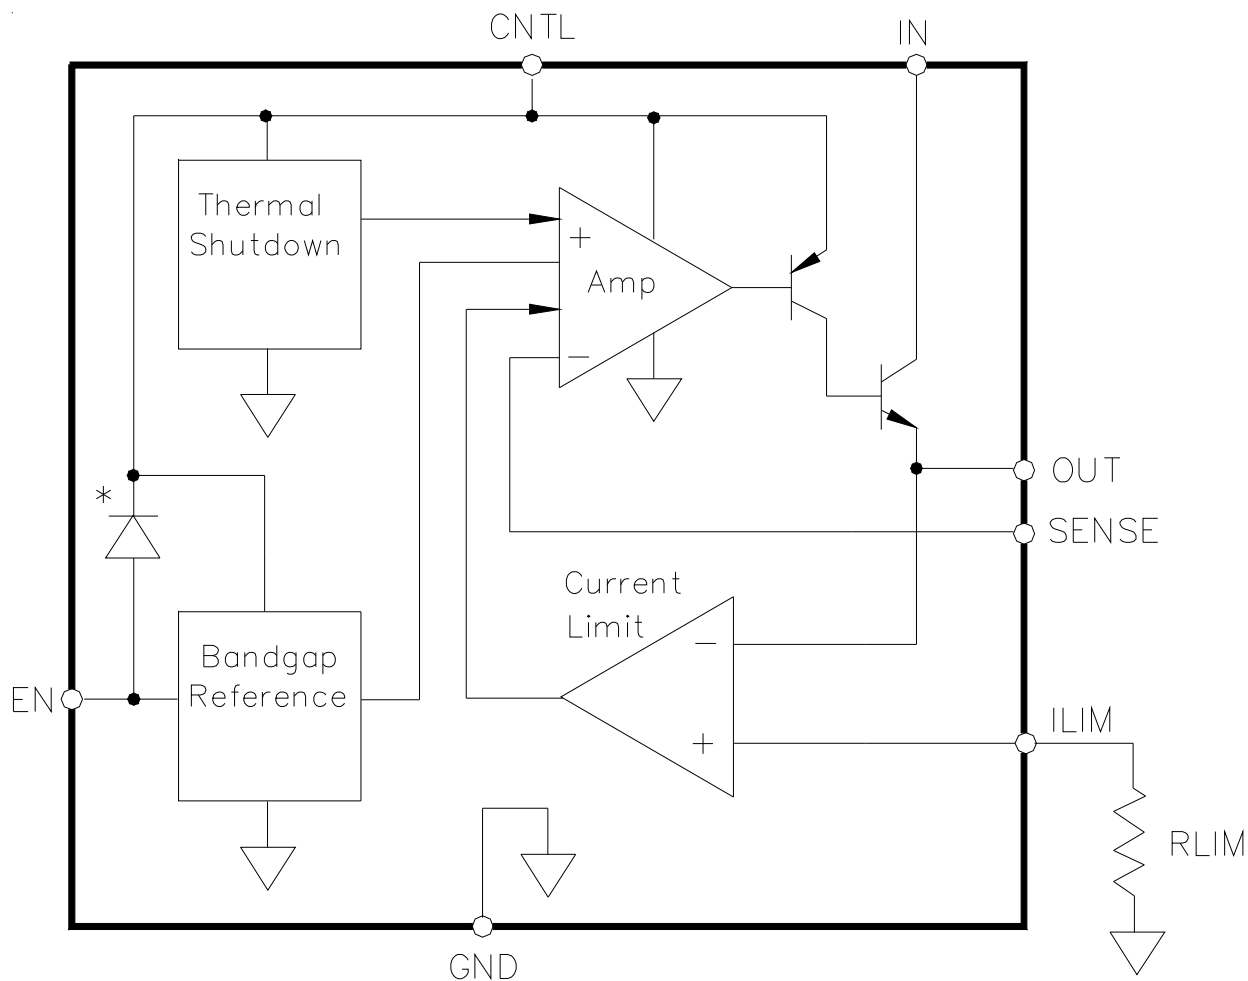 CNTL
IN
Thermal
Shutdown
+
Amp
−
OUT
*
SENSE
Current
Limit
−
Bandgap
Reference
EN
ILIM
+
RLIM
GND